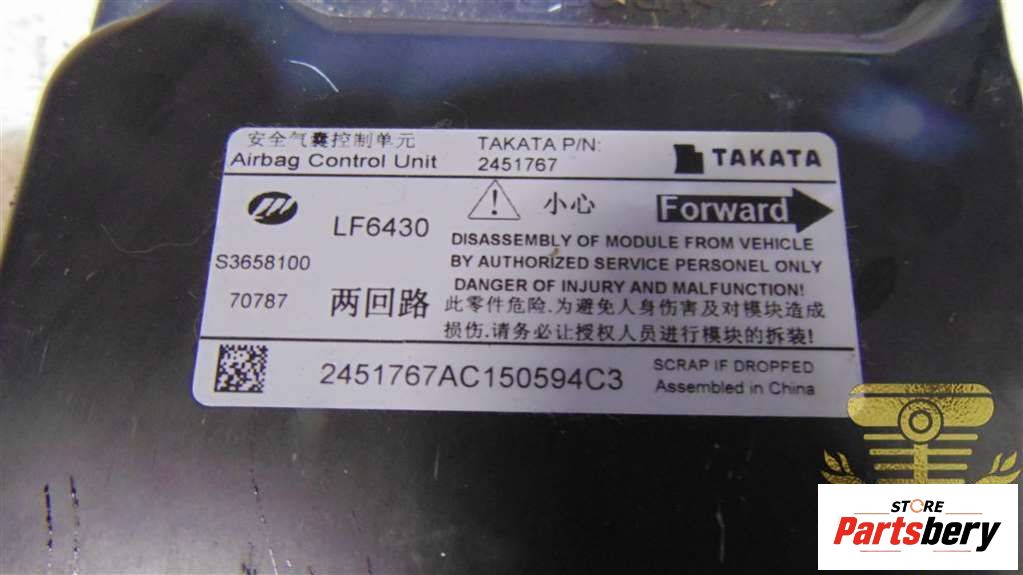 安全气囊控制单元
Airbag Control Unit
TAKATA P/N:
2451767
TAKATA
LF6430
S3658100
70787
两回路
小心
Forward
DISASSEMBLY OF MODULE FROM VEHICLE
BY AUTHORIZED SERVICE PERSONEL ONLY
DANGER OF INJURY AND MALFUNCTION!
此零件危险.为避免人身伤害及对模块造成
损伤.请务必让授权人员进行模块的拆装!
2451767AC150594C3
SCRAP IF DROPPED
Assembled in China
STORE
Partsbery